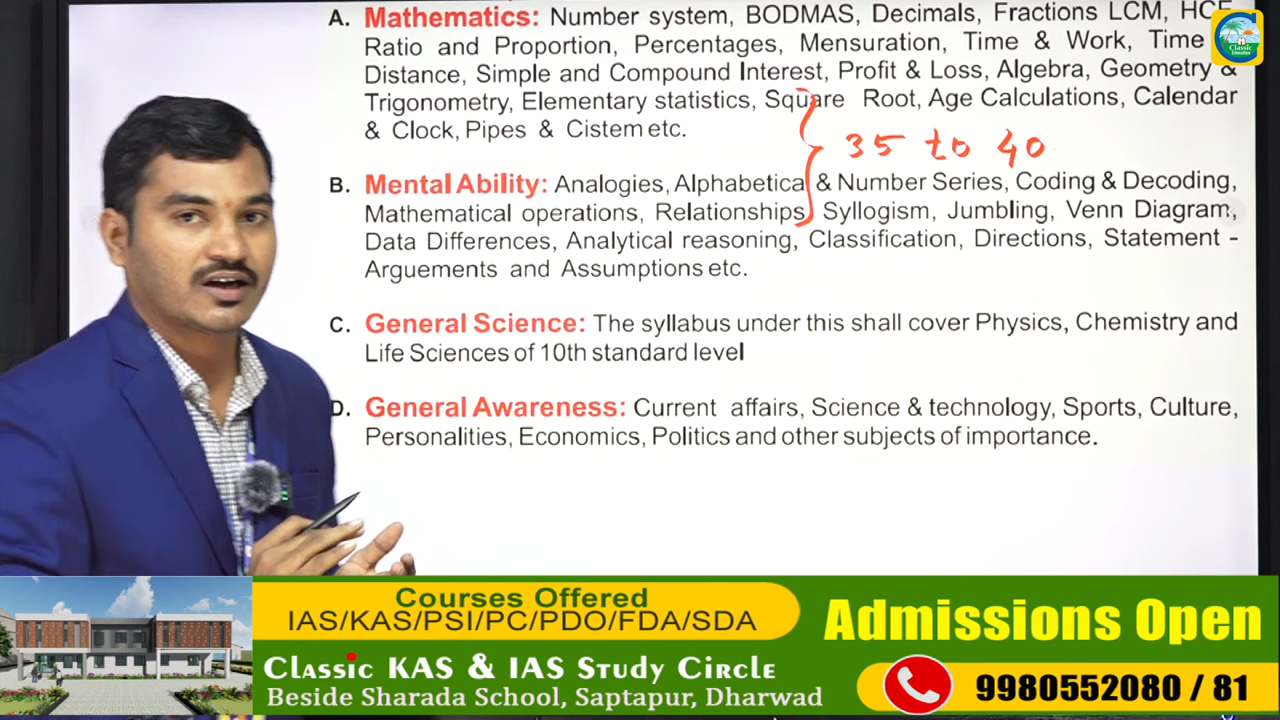 A. Mathematics: Number system, BODMAS, Decimals, Fractions LCM, HCF
Ratio and Proportion, Percentages, Mensuration, Time & Work, Time
Distance, Simple and Compound Interest, Profit & Loss, Algebra, Geometry &
Trigonometry, Elementary statistics, Square Root, Age Calculations, Calendar
& Clock, Pipes & Cistem etc.
35 to 40
B. Mental Ability: Analogies, Alphabetical & Number Series, Coding & Decoding,
Mathematical operations, Relationships, Syllogism, Jumbling, Venn Diagram,
Data Differences, Analytical reasoning, Classification, Directions, Statement -
Arguements and Assumptions etc.
C. General Science: The syllabus under this shall cover Physics, Chemistry and
Life Sciences of 10th standard level
D. General Awareness: Current affairs, Science & technology, Sports, Culture,
Personalities, Economics, Politics and other subjects of importance.
Classic
Education
Courses Offered
IAS/KAS/PSI/PC/PDO/FDA/SDA
Classic KAS & IAS Study Circle
Beside Sharada School, Saptapur, Dharwad
Admissions Open
9980552080 / 81